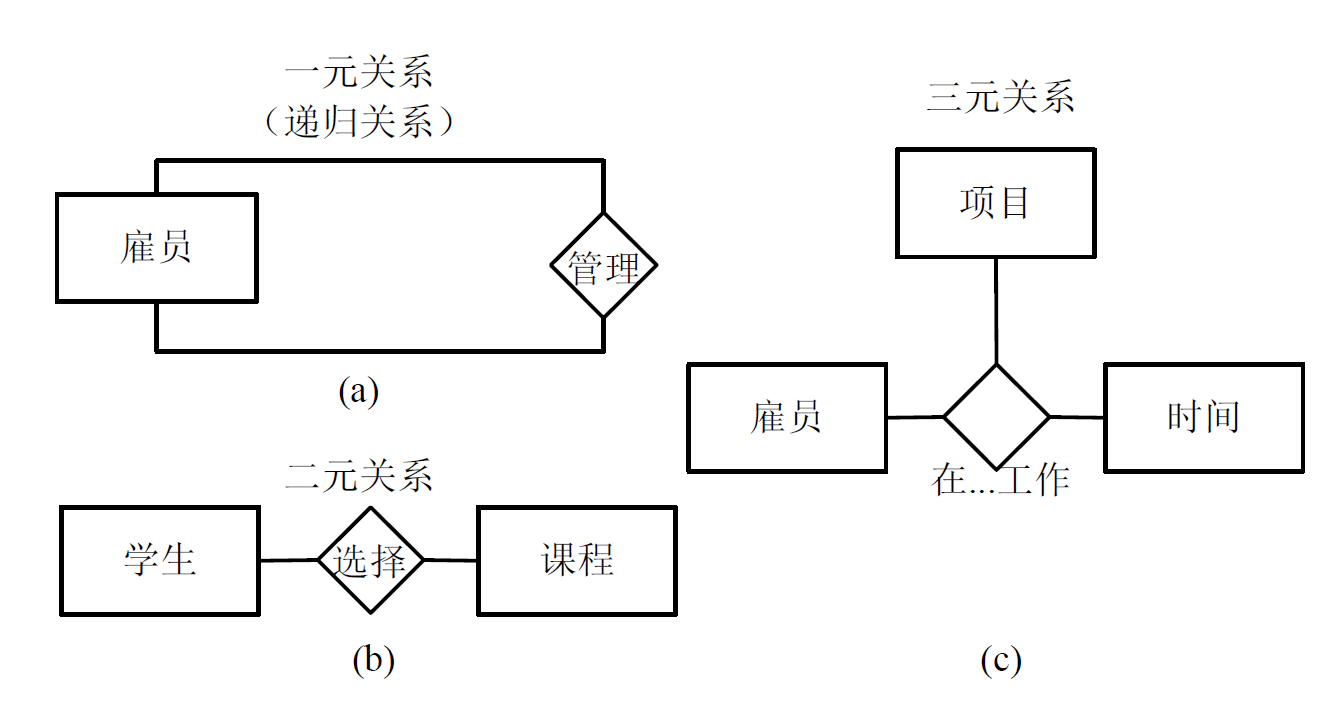 一元关系
（递归关系）
雇员
管理
(a)
二元关系
学生
选择
课程
(b)
三元关系
项目
雇员
时间
在...工作
(c)